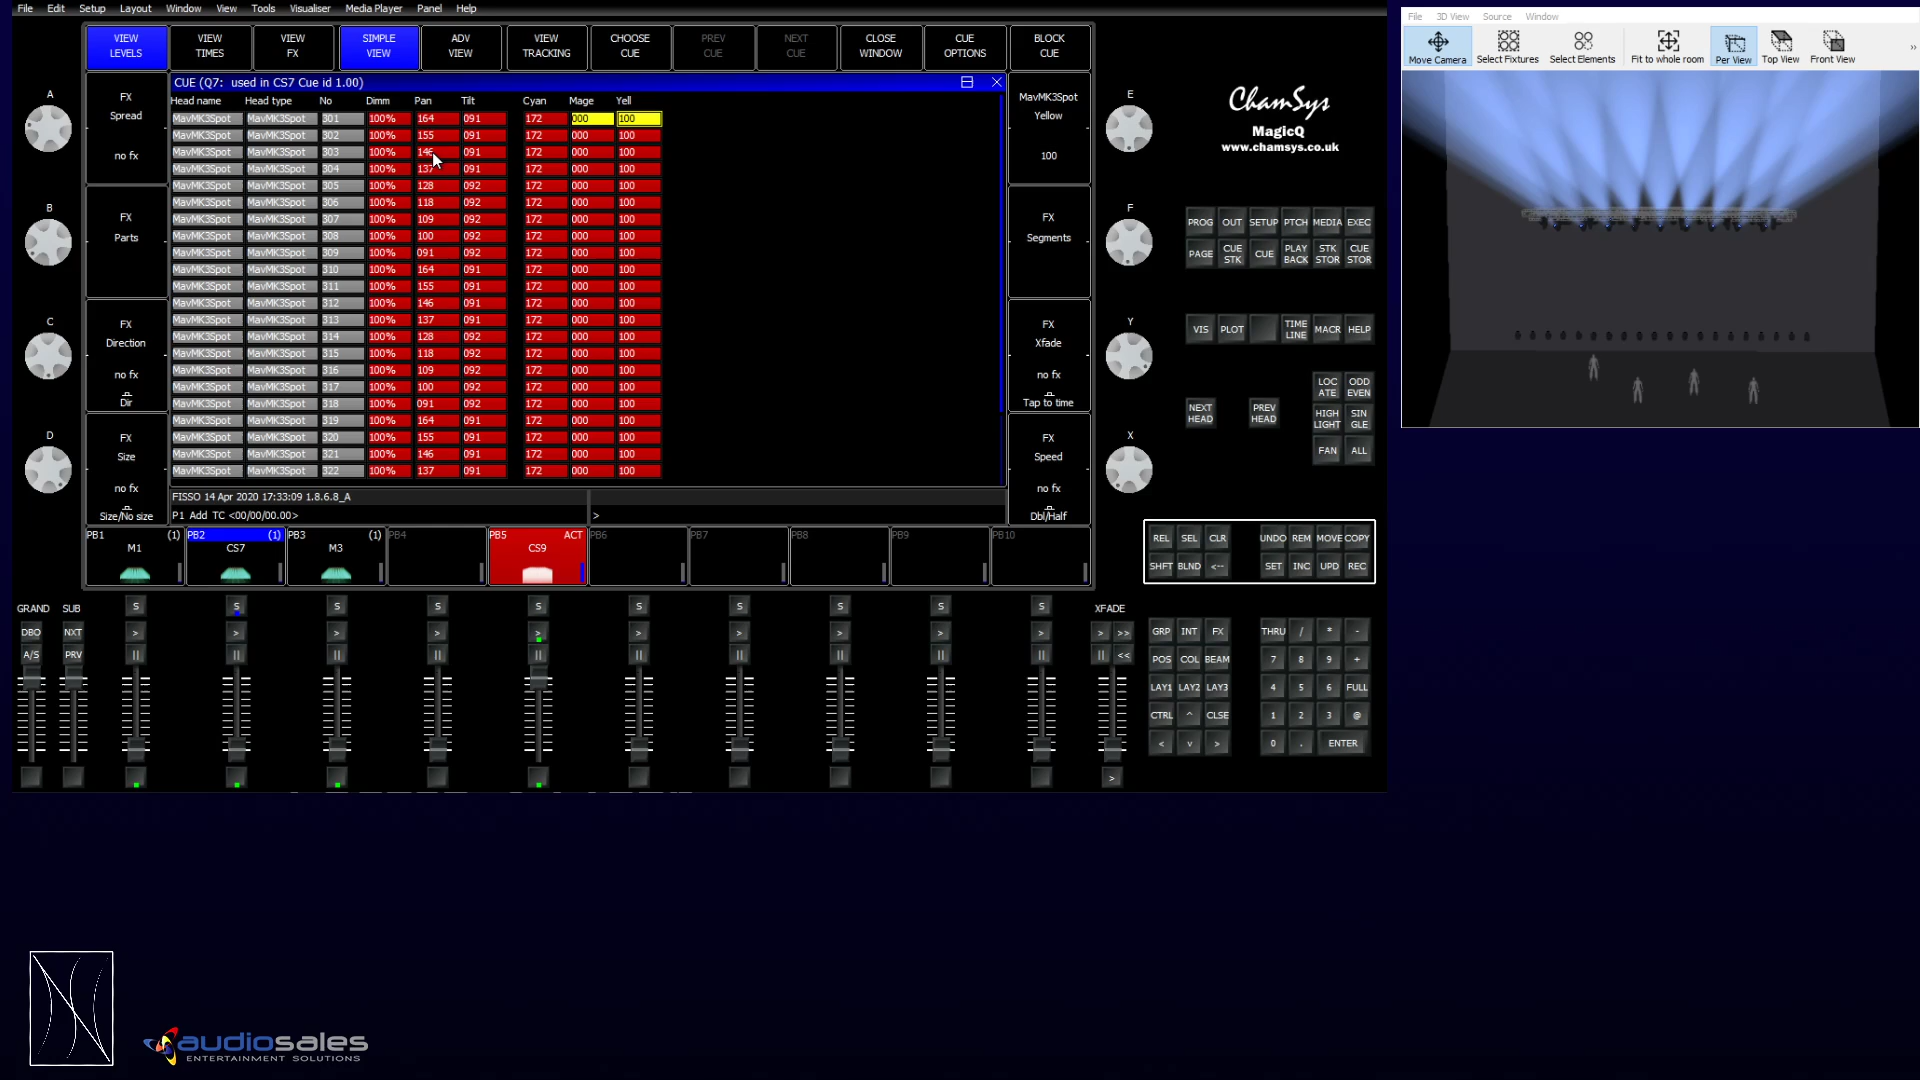 File Edit Setup Layout Window View Tools Visualiser Media Player Panel Help
File 3D View Source Window
Move Camera Select Fixtures Select Elements Fit to whole room Per View Top View Front View »
VIEW LEVELS
VIEW TIMES
VIEW FX
SIMPLE VIEW
ADV VIEW
VIEW TRACKING
CHOOSE CUE
PREV CUE
NEXT CUE
CLOSE WINDOW
CUE OPTIONS
BLOCK CUE
CUE (Q7: used in CS7 Cue id 1.00)
Head name Head type No Dimm Pan Tilt Cyan Mage Yell
MavMK3Spot MavMK3Spot 301 100% 164 091 172 000 100
MavMK3Spot MavMK3Spot 302 100% 155 091 172 000 100
MavMK3Spot MavMK3Spot 303 100% 146 091 172 000 100
MavMK3Spot MavMK3Spot 304 100% 137 091 172 000 100
MavMK3Spot MavMK3Spot 305 100% 128 092 172 000 100
MavMK3Spot MavMK3Spot 306 100% 118 092 172 000 100
MavMK3Spot MavMK3Spot 307 100% 109 092 172 000 100
MavMK3Spot MavMK3Spot 308 100% 100 092 172 000 100
MavMK3Spot MavMK3Spot 309 100% 091 092 172 000 100
MavMK3Spot MavMK3Spot 310 100% 164 091 172 000 100
MavMK3Spot MavMK3Spot 311 100% 155 091 172 000 100
MavMK3Spot MavMK3Spot 312 100% 146 091 172 000 100
MavMK3Spot MavMK3Spot 313 100% 137 091 172 000 100
MavMK3Spot MavMK3Spot 314 100% 128 092 172 000 100
MavMK3Spot MavMK3Spot 315 100% 118 092 172 000 100
MavMK3Spot MavMK3Spot 316 100% 109 092 172 000 100
MavMK3Spot MavMK3Spot 317 100% 100 092 172 000 100
MavMK3Spot MavMK3Spot 318 100% 091 092 172 000 100
MavMK3Spot MavMK3Spot 319 100% 164 091 172 000 100
MavMK3Spot MavMK3Spot 320 100% 155 091 172 000 100
MavMK3Spot MavMK3Spot 321 100% 146 091 172 000 100
MavMK3Spot MavMK3Spot 322 100% 137 091 172 000 100
FISSO 14 Apr 2020 17:33:09 1.8.6.8_A
P1 Add TC <00/00/00.00> >
A
FX
Spread
no fx
B
FX
Parts
C
FX
Direction
no fx
Dir
D
FX
Size
no fx
Size/No size
MavMK3Spot
Yellow
100
E
FX
Segments
F
FX
Xfade
no fx
Tap to time
Y
FX
Speed
no fx
Dbl/Half
X
ChamSys
MagicQ
www.chamsys.co.uk
PROG OUT SETUP PTCH MEDIA EXEC
PAGE CUE STK CUE PLAY BACK STK STOR CUE STOR
VIS PLOT TIME LINE MACR HELP
NEXT HEAD PREV HEAD LOC ATE ODD EVEN
HIGH LIGHT SIN GLE
FAN ALL
REL SEL CLR UNDO REM MOVE COPY
SHFT BLND <-- SET INC UPD REC
PB1 (1) PB2 (1) PB3 (1) PB4 PB5 ACT PB6 PB7 PB8 PB9 PB10
M1 CS7 M3 CS9
GRAND SUB S S S S S S S S S S XFADE
DBO NXT > > > > > > > > > > > >>
A/S PRV || || || || || || || || || || || <<
>
GRP INT FX THRU / * -
POS COL BEAM 7 8 9 +
LAY1 LAY2 LAY3 4 5 6 FULL
CTRL ^ CLSE 1 2 3 @
< v > 0 . ENTER
audiosales
ENTERTAINMENT SOLUTIONS